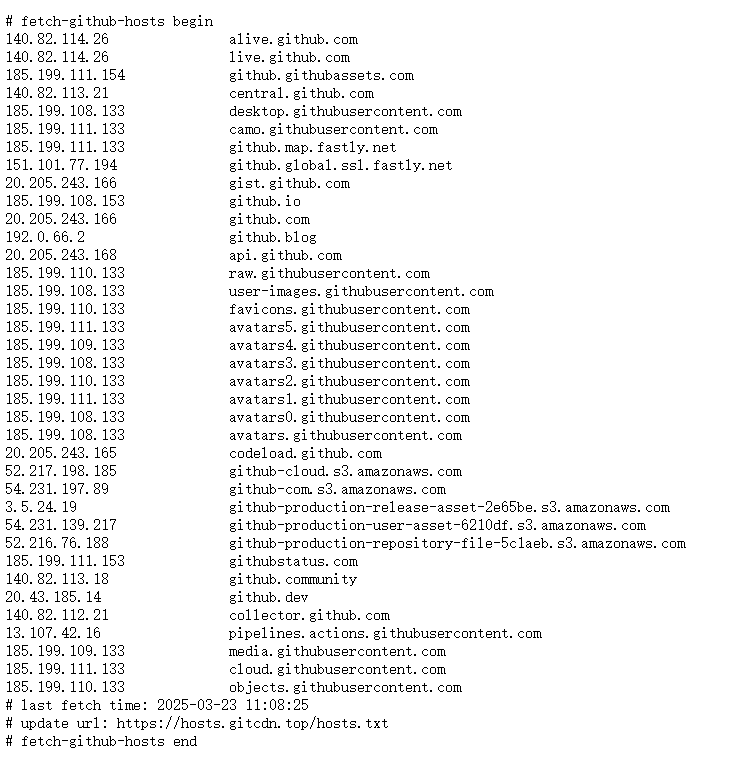 # fetch-github-hosts begin
140.82.114.26 alive.github.com
140.82.114.26 live.github.com
185.199.111.154 github.githubassets.com
140.82.113.21 central.github.com
185.199.108.133 desktop.githubusercontent.com
185.199.111.133 camo.githubusercontent.com
185.199.111.133 github.map.fastly.net
151.101.77.194 github.global.ssl.fastly.net
20.205.243.166 gist.github.com
185.199.108.153 github.io
20.205.243.166 github.com
192.0.66.2 github.blog
20.205.243.168 api.github.com
185.199.110.133 raw.githubusercontent.com
185.199.108.133 user-images.githubusercontent.com
185.199.110.133 favicons.githubusercontent.com
185.199.111.133 avatars5.githubusercontent.com
185.199.109.133 avatars4.githubusercontent.com
185.199.108.133 avatars3.githubusercontent.com
185.199.110.133 avatars2.githubusercontent.com
185.199.111.133 avatars1.githubusercontent.com
185.199.108.133 avatars0.githubusercontent.com
185.199.108.133 avatars.githubusercontent.com
20.205.243.165 codeload.github.com
52.217.198.185 github-cloud.s3.amazonaws.com
54.231.197.89 github-com.s3.amazonaws.com
3.5.24.19 github-production-release-asset-2e65be.s3.amazonaws.com
54.231.139.217 github-production-user-asset-6210df.s3.amazonaws.com
52.216.76.188 github-production-repository-file-5c1aeb.s3.amazonaws.com
185.199.111.153 githubstatus.com
140.82.113.18 github.community
20.43.185.14 github.dev
140.82.112.21 collector.github.com
13.107.42.16 pipelines.actions.githubusercontent.com
185.199.109.133 media.githubusercontent.com
185.199.111.133 cloud.githubusercontent.com
185.199.110.133 objects.githubusercontent.com
# last fetch time: 2025-03-23 11:08:25
# update url: https://hosts.gitcdn.top/hosts.txt
# fetch-github-hosts end